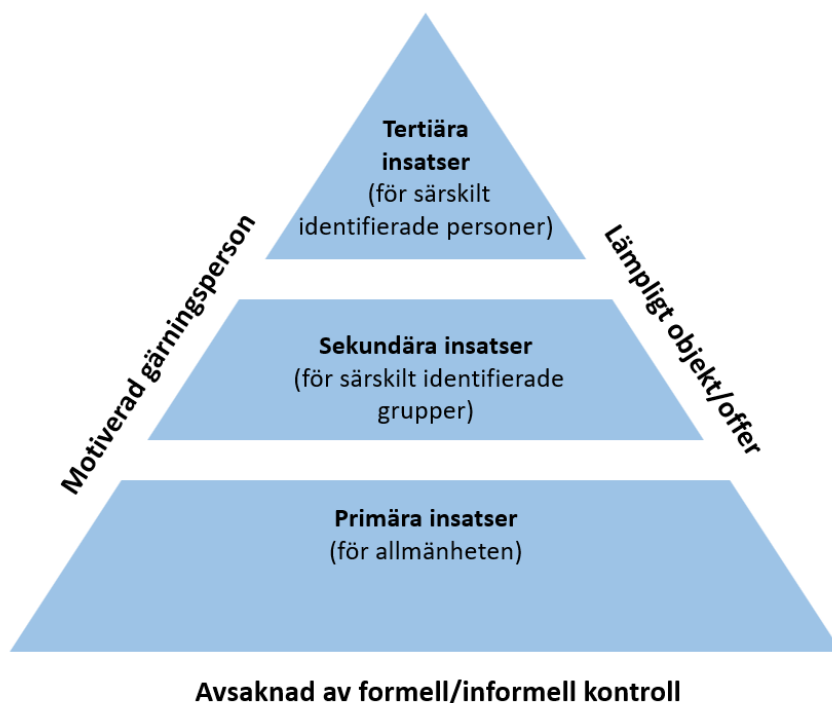 Tertiära
insatser
(för särskilt
identifierade personer)
Motiverad gärningsperson
Lämpligt objekt/offer
Sekundära insatser
(för särskilt identifierade
grupper)
Primära insatser
(för allmänheten)
Avsaknad av formell/informell kontroll